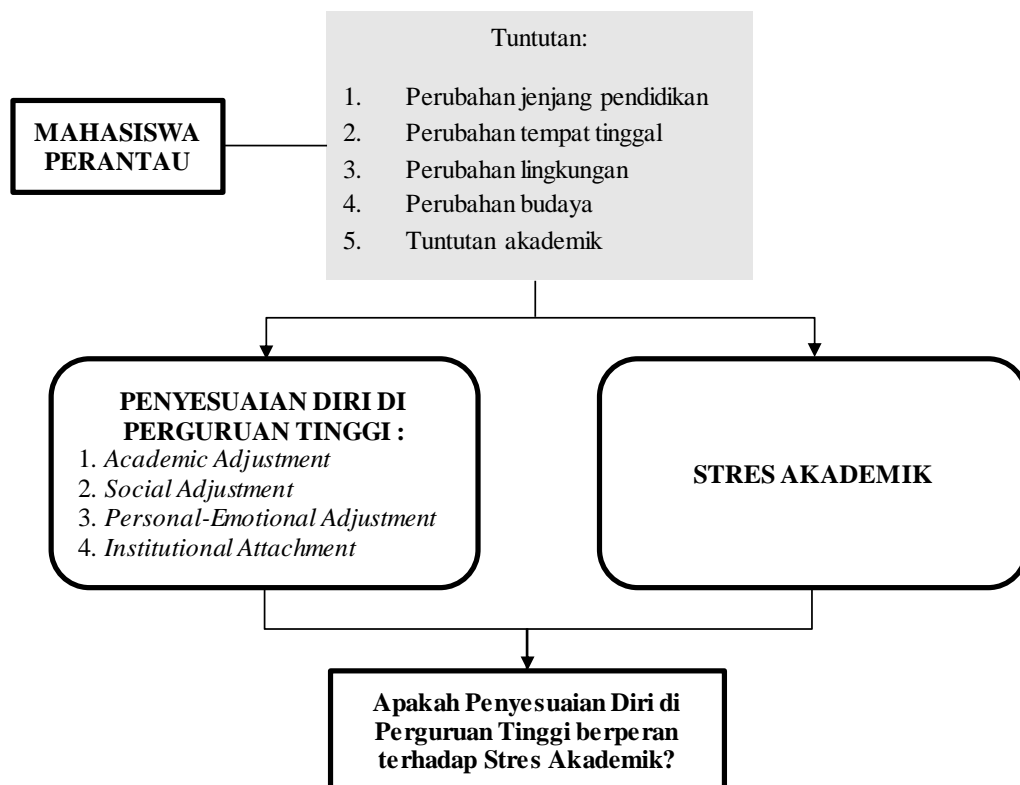 Tuntutan:
1. Perubahan jenjang pendidikan
2. Perubahan tempat tinggal
3. Perubahan lingkungan
4. Perubahan budaya
5. Tuntutan akademik
MAHASISWA
PERANTAU
PENYESUAIAN DIRI DI
PERGURUAN TINGGI :
1. Academic Adjustment
2. Social Adjustment
3. Personal-Emotional Adjustment
4. Institutional Attachment
STRES AKADEMIK
Apakah Penyesuaian Diri di
Perguruan Tinggi berperan
terhadap Stres Akademik?